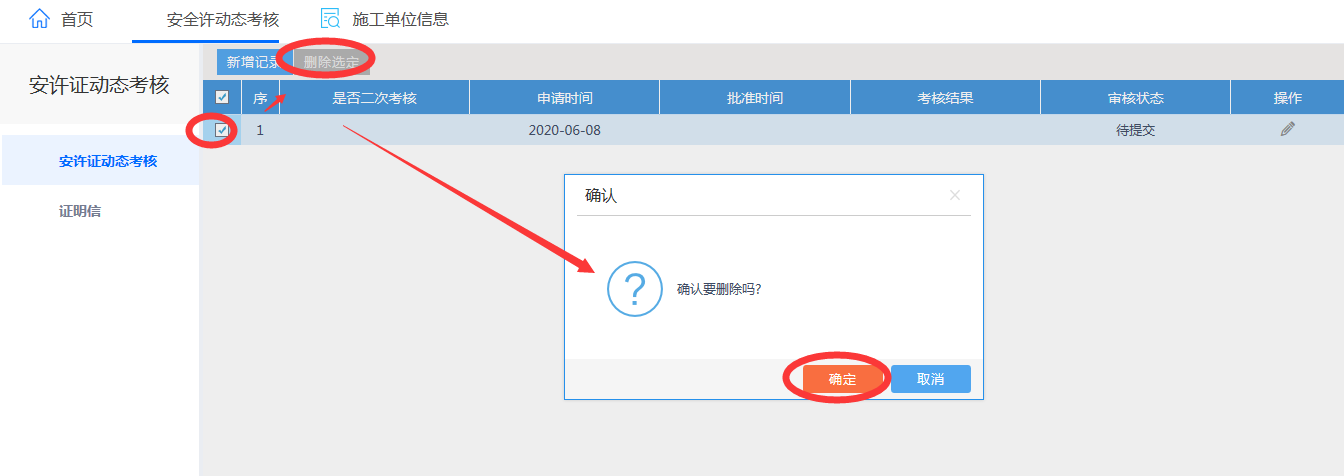 首页 安全许动态考核 施工单位信息
安许证动态考核
安许证动态考核
证明信
新增记录 删除选定
序 是否二次考核 申请时间 批准时间 考核结果 审核状态 操作
1 2020-06-08 待提交
确认
?
确认要删除吗?
确定 取消